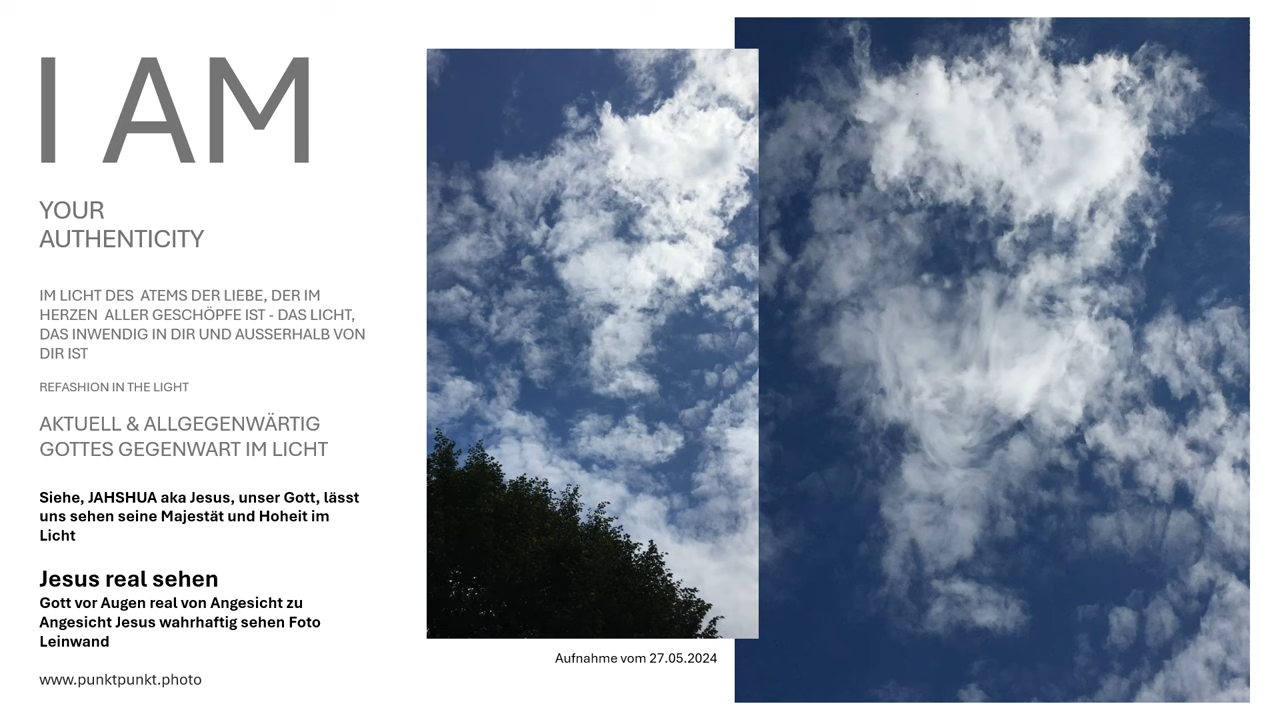 I AM
YOUR
AUTHENTICITY
IM LICHT DES  ATEMS DER LIEBE, DER IM
HERZEN  ALLER GESCHÖPFE IST - DAS LICHT,
DAS INWENDIG IN DIR UND AUSSERHALB VON
DIR IST
REFASHION IN THE LIGHT
AKTUELL & ALLGEGENWÄRTIG
GOTTES GEGENWART IM LICHT
Siehe, JAHSHUA aka Jesus, unser Gott, lässt
uns sehen seine Majestät und Hoheit im
Licht
Jesus real sehen
Gott vor Augen real von Angesicht zu
Angesicht Jesus wahrhaftig sehen Foto
Leinwand
Aufnahme vom 27.05.2024
www.punktpunkt.photo